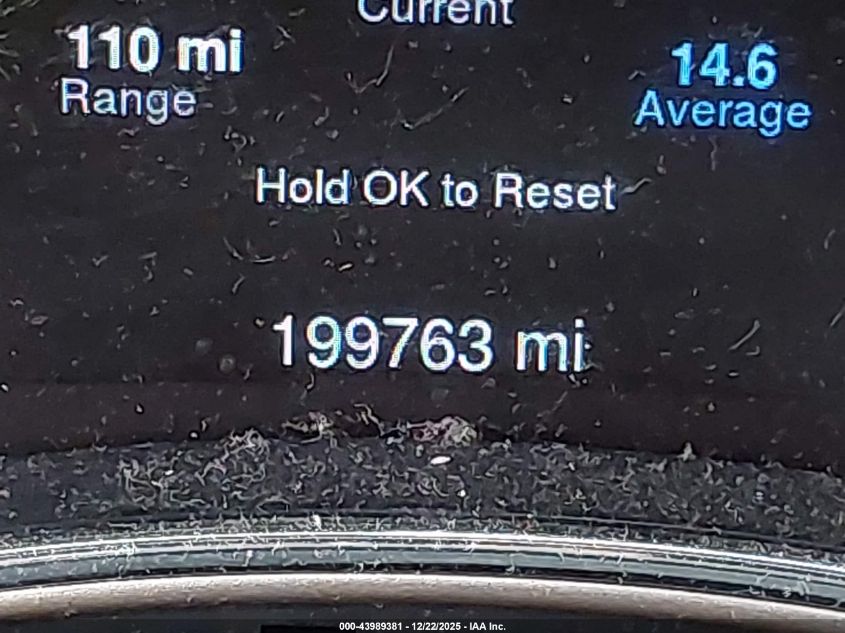 Current
110 mi
Range
14.6
Average
Hold OK to Reset
199763 mi
000-43989381 - 12/22/2025 - IAA Inc.